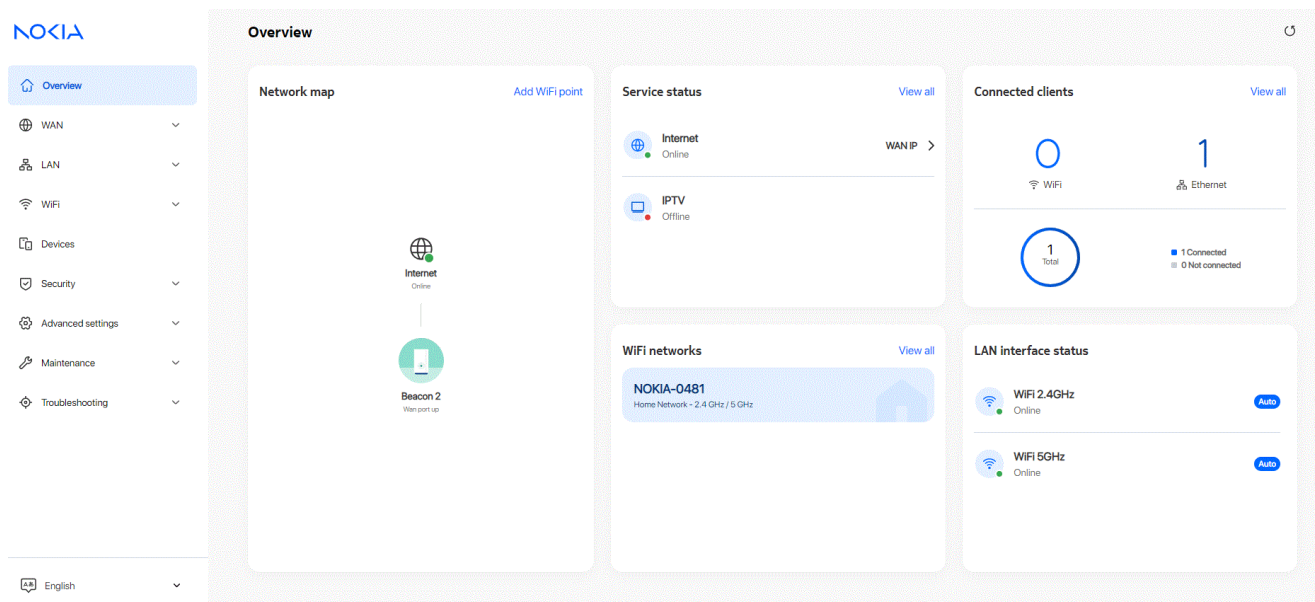 NOKIA
Overview
WAN
LAN
WiFi
Devices
Security
Advanced settings
Maintenance
Troubleshooting
English
Overview
Network map
Add WiFi point
Internet
Online
Beacon 2
Wan port up
Service status
View all
Internet
Online
WAN IP
IPTV
Offline
Connected clients
View all
0
WiFi
1
Ethernet
1
Total
1 Connected
0 Not connected
WiFi networks
View all
NOKIA-0481
Home Network - 2.4 GHz / 5 GHz
LAN interface status
WiFi 2.4GHz
Online
Auto
WiFi 5GHz
Online
Auto